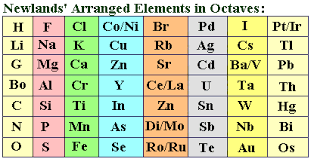 Newlands' Arranged Elements in Octaves:
H F Cl Co/Ni Br Pd I Pt/Ir
Li Na K Cu Rb Ag Cs Tl
G Mg Ca Zn Sr Cd Ba/V Pb
Bo Al Cr Y Ce/La U Ta Th
C Si Ti In Zn Sn W Hg
N P Mn As Di/Mo Sb Nb Bi
O S Fe Se Ro/Ru Te Au Os